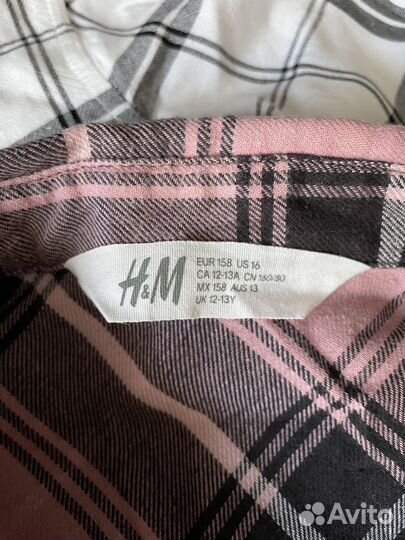 H&M
EUR 158 US 16
CA 12-13A CN 160/80
MX 158 AUS 13
UK 12-13Y
Avito